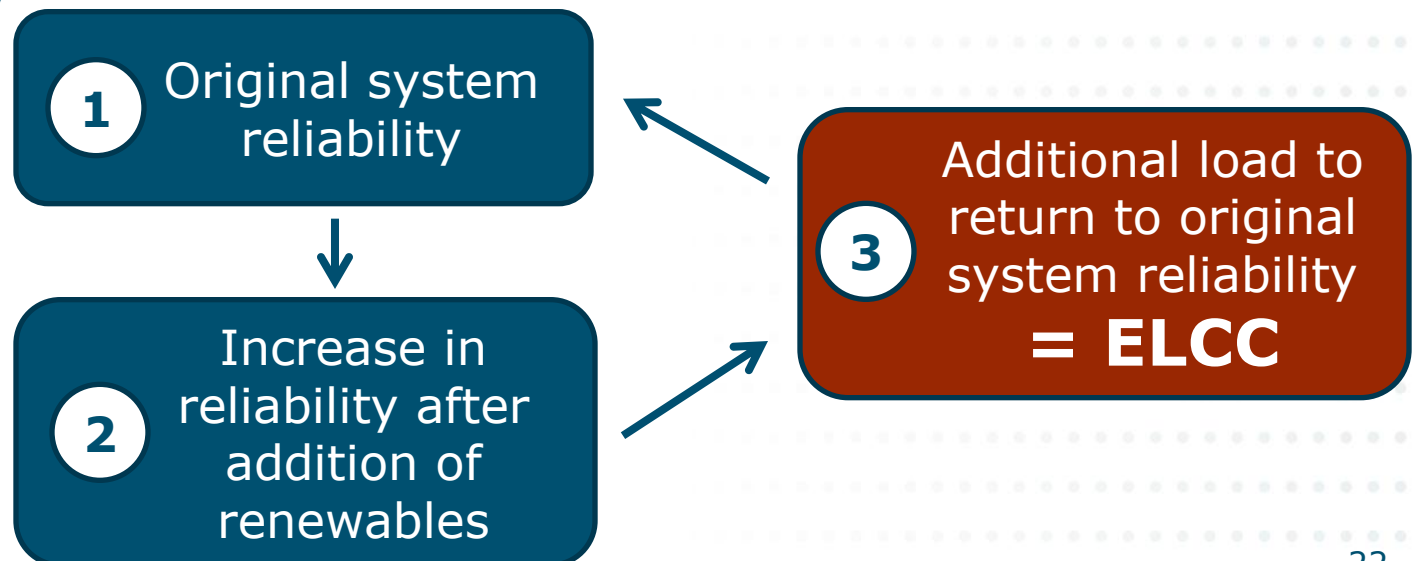 1
Original system
reliability
2
Increase in
reliability after
addition of
renewables
3
Additional load to
return to original
system reliability
= ELCC